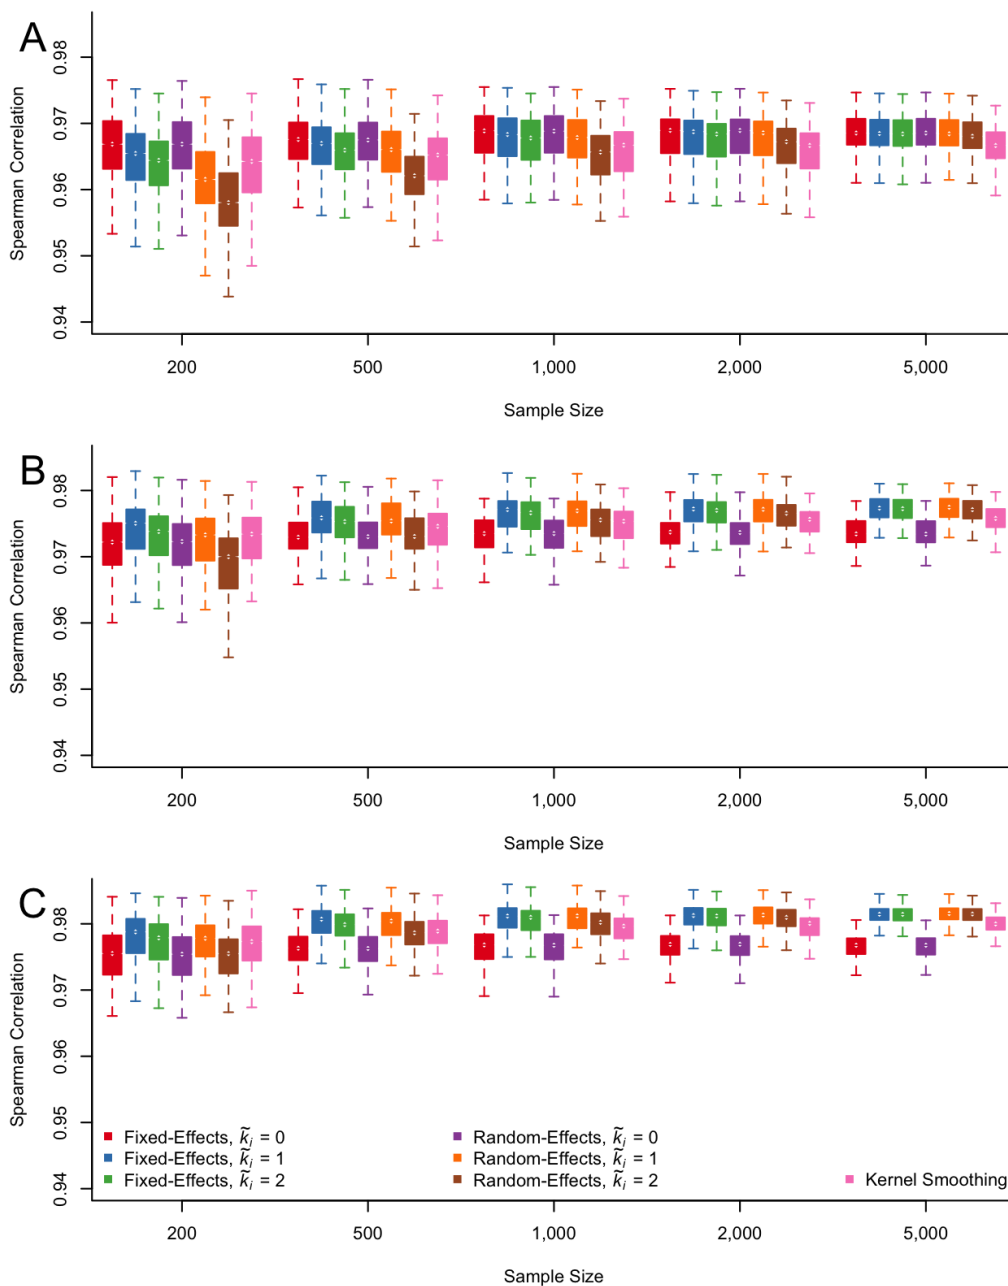 A
Spearman Correlation
0.98
0.97
0.96
0.95
0.94
200 500 1,000 2,000 5,000
Sample Size
B
Spearman Correlation
0.98
0.97
0.96
0.95
0.94
200 500 1,000 2,000 5,000
Sample Size
C
Spearman Correlation
0.98
0.97
0.96
0.95
0.94
Fixed-Effects, k̃ᵢ = 0
Fixed-Effects, k̃ᵢ = 1
Fixed-Effects, k̃ᵢ = 2
Random-Effects, k̃ᵢ = 0
Random-Effects, k̃ᵢ = 1
Random-Effects, k̃ᵢ = 2
Kernel Smoothing
200 500 1,000 2,000 5,000
Sample Size